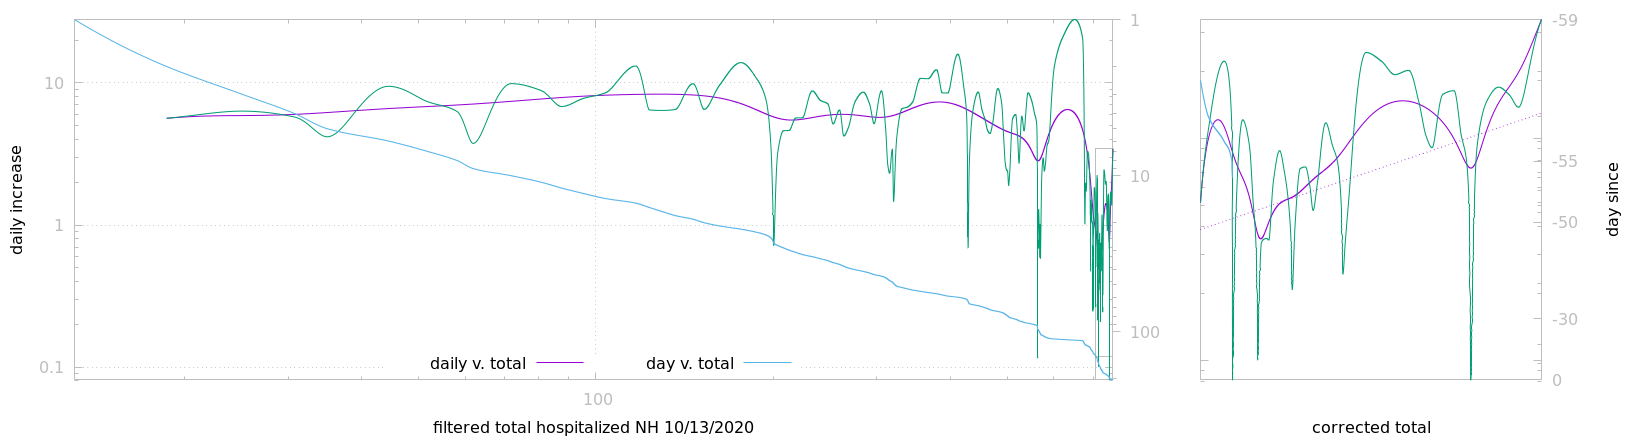 1
-59
10
daily increase
10
-55
1
-50
day since
-30
100
0.1
daily v. total
day v. total
0
100
filtered total hospitalized NH 10/13/2020
corrected total